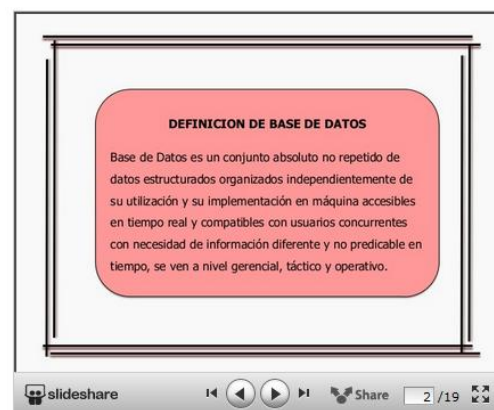 DEFINICION DE BASE DE DATOS
Base de Datos es un conjunto absoluto no repetido de
datos estructurados organizados independientemente de
su utilización y su implementación en máquina accesibles
en tiempo real y compatibles con usuarios concurrentes
con necesidad de información diferente y no predicable en
tiempo, se ven a nivel gerencial, táctico y operativo.
slideshare Share 2 /19